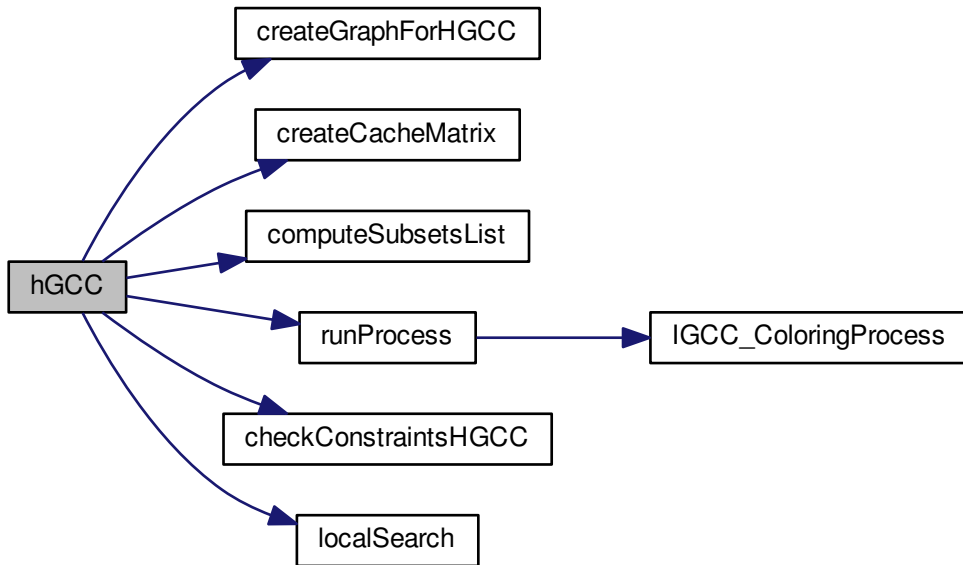 createGraphForHGCC
createCacheMatrix
computeSubsetsList
hGCC
runProcess
IGCC_ColoringProcess
checkConstraintsHGCC
localSearch